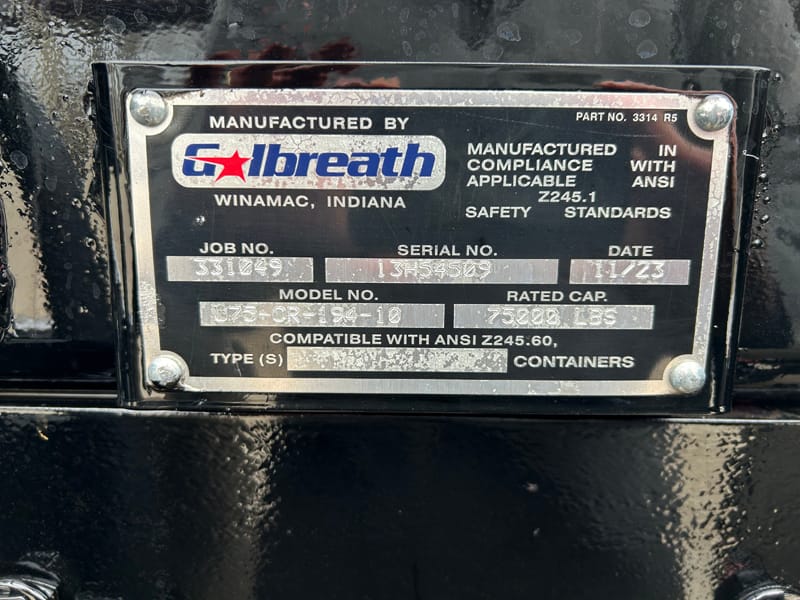 MANUFACTURED BY
PART NO. 3314 R5
Galbreath
WINAMAC, INDIANA
MANUFACTURED IN
COMPLIANCE WITH
APPLICABLE ANSI
Z245.1
SAFETY STANDARDS
JOB NO. SERIAL NO. DATE
331049 13H54509 11/23
MODEL NO. RATED CAP.
-OR-194-10 75000 LBS
COMPATIBLE WITH ANSI Z245.60,
TYPE (S) CONTAINERS